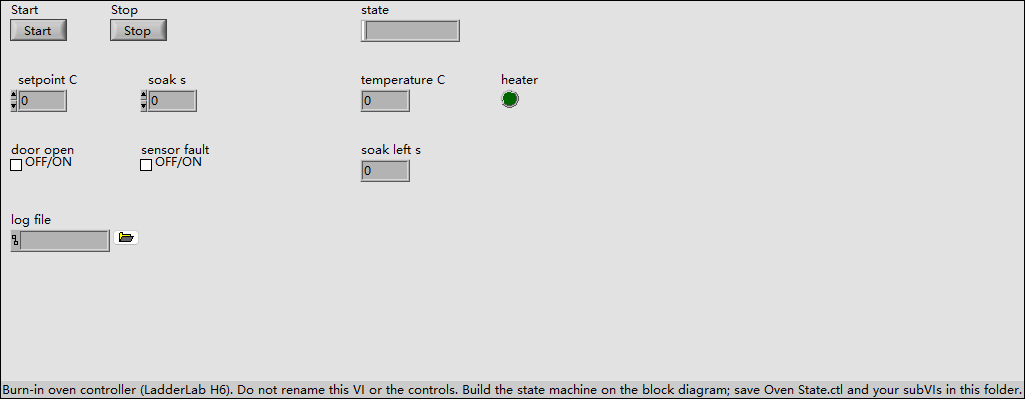 Start Stop state
Start Stop
setpoint C soak s temperature C heater
0 0 0
door open sensor fault soak left s
OFF/ON OFF/ON 0
log file
Burn-in oven controller (LadderLab H6). Do not rename this VI or the controls. Build the state machine on the block diagram; save Oven State.ctl and your subVIs in this folder.